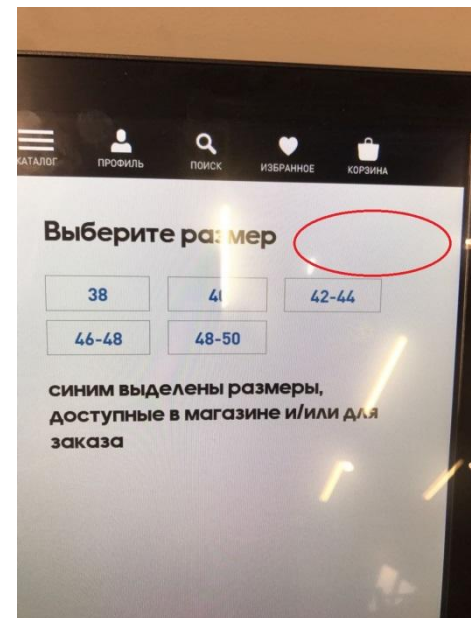 КАТАЛОГ ПРОФИЛЬ ПОИСК ИЗБРАННОЕ КОРЗИНА
Выберите размер
38 42-44
46-48 48-50
синим выделены размеры,
доступные в магазине и/или для
заказа